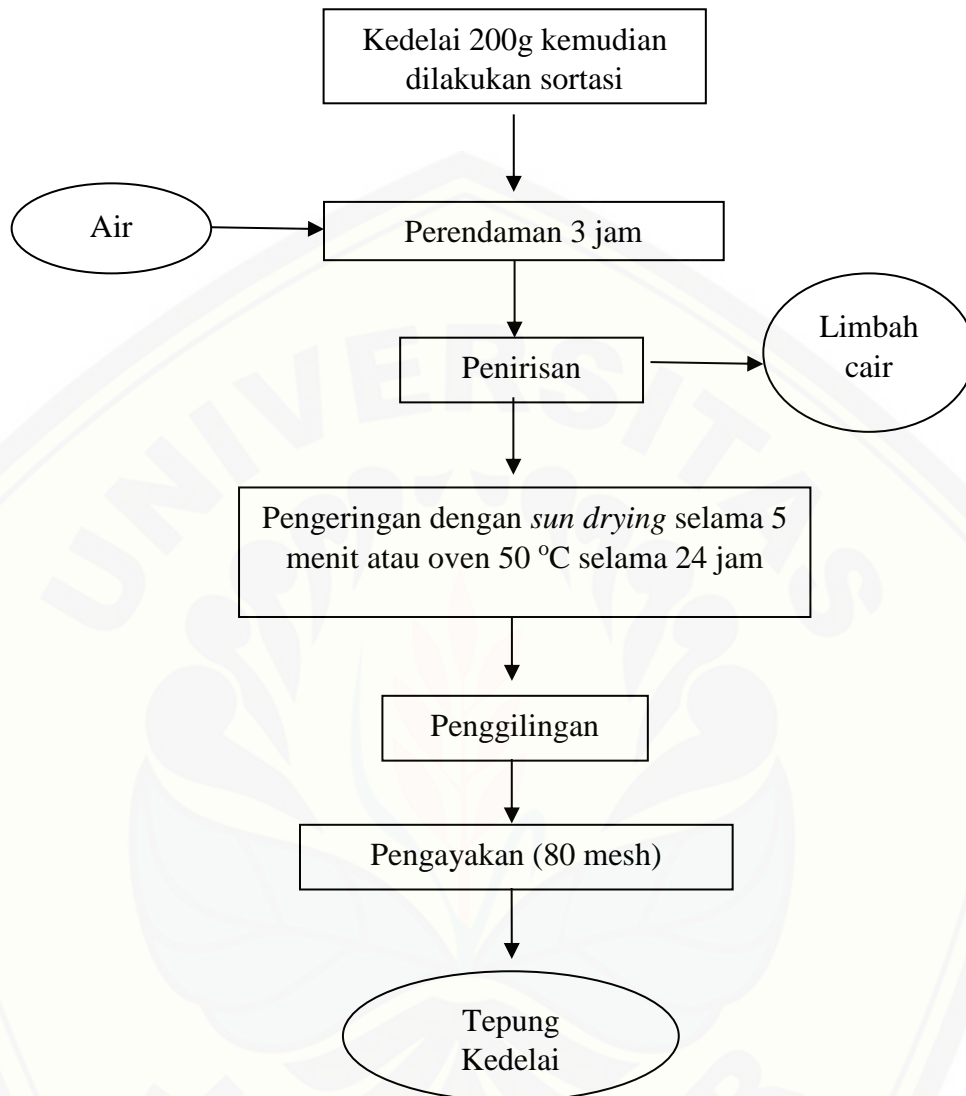 Kedelai 200g kemudian
dilakukan sortasi
Air
Perendaman 3 jam
Limbah
cair
Penirisan
Pengeringan dengan sun drying selama 5
menit atau oven 50 °C selama 24 jam
Penggilingan
Pengayakan (80 mesh)
Tepung
Kedelai
UNIVERSITAS